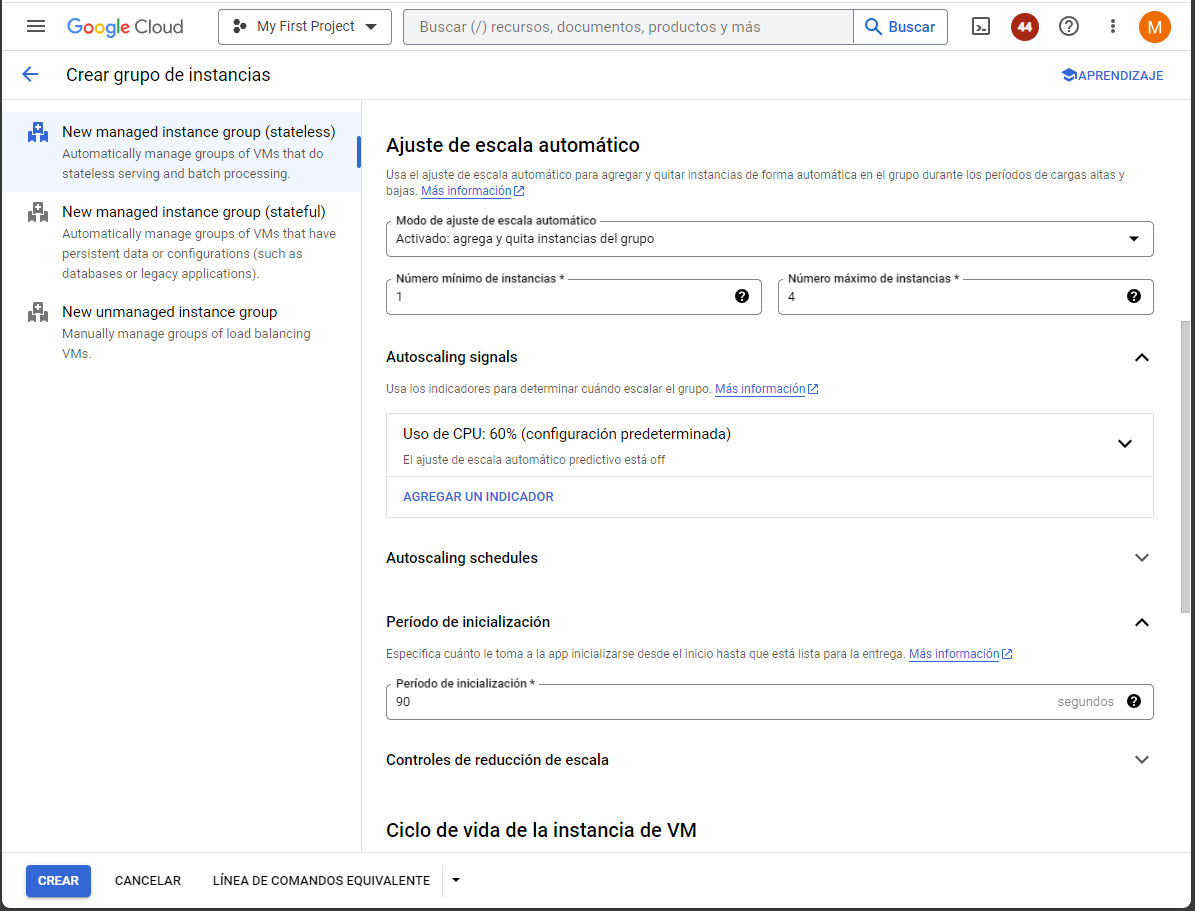 Google Cloud
My First Project
Buscar (/) recursos, documentos, productos y más
Buscar
44
M
Crear grupo de instancias
APRENDIZAJE
New managed instance group (stateless)
Automatically manage groups of VMs that do
stateless serving and batch processing.
New managed instance group (stateful)
Automatically manage groups of VMs that have
persistent data or configurations (such as
databases or legacy applications).
New unmanaged instance group
Manually manage groups of load balancing
VMs.
Ajuste de escala automático
Usa el ajuste de escala automático para agregar y quitar instancias de forma automática en el grupo durante los períodos de cargas altas y
bajas. Más información
Modo de ajuste de escala automático
Activado: agrega y quita instancias del grupo
Número mínimo de instancias *
1
Número máximo de instancias *
4
Autoscaling signals
Usa los indicadores para determinar cuándo escalar el grupo. Más información
Uso de CPU: 60% (configuración predeterminada)
El ajuste de escala automático predictivo está off
AGREGAR UN INDICADOR
Autoscaling schedules
Período de inicialización
Especifica cuánto le toma a la app inicializarse desde el inicio hasta que está lista para la entrega. Más información
Período de inicialización *
90
segundos
Controles de reducción de escala
Ciclo de vida de la instancia de VM
CREAR
CANCELAR
LÍNEA DE COMANDOS EQUIVALENTE